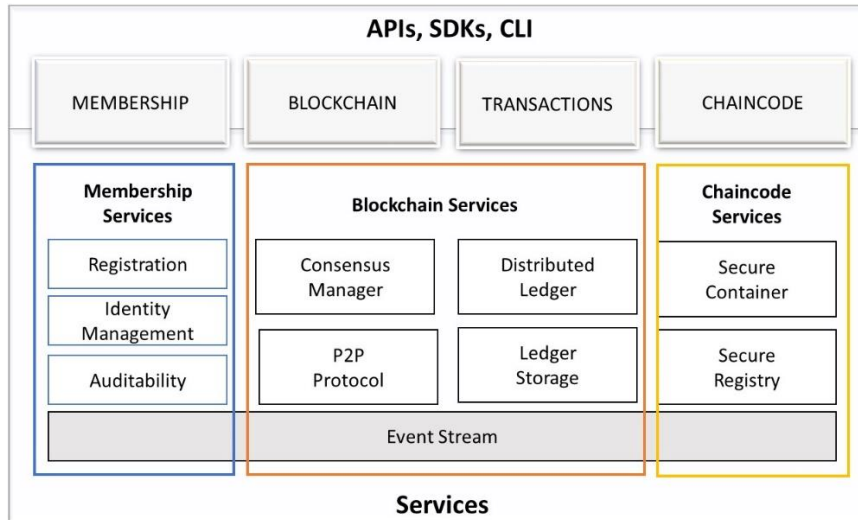 APIs, SDKs, CLI
MEMBERSHIP
BLOCKCHAIN
TRANSACTIONS
CHAINCODE
Membership
Services
Registration
Identity
Management
Auditability
Blockchain Services
Consensus
Manager
Distributed
Ledger
P2P
Protocol
Ledger
Storage
Chaincode
Services
Secure
Container
Secure
Registry
Event Stream
Services